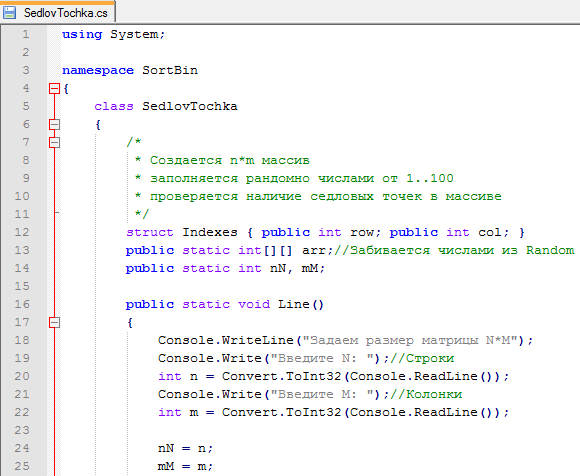 SedlovTochka.cs
1 using System;
2
3 namespace SortBin
4 {
5 class SedlovTochka
6 {
7 /*
8 * Создается n*m массив
9 * заполняется рандомно числами от 1..100
10 * проверяется наличие седловых точек в массиве
11 */
12 struct Indexes { public int row; public int col; }
13 public static int[][] arr;//Забивается числами из Random
14 public static int nN, mM;
15
16 public static void Line()
17 {
18 Console.WriteLine("Задаем размер матрицы N*M");
19 Console.Write("Введите N: ");//Строки
20 int n = Convert.ToInt32(Console.ReadLine());
21 Console.Write("Введите M: ");//Колонки
22 int m = Convert.ToInt32(Console.ReadLine());
23
24 nN = n;
25 mM = m;